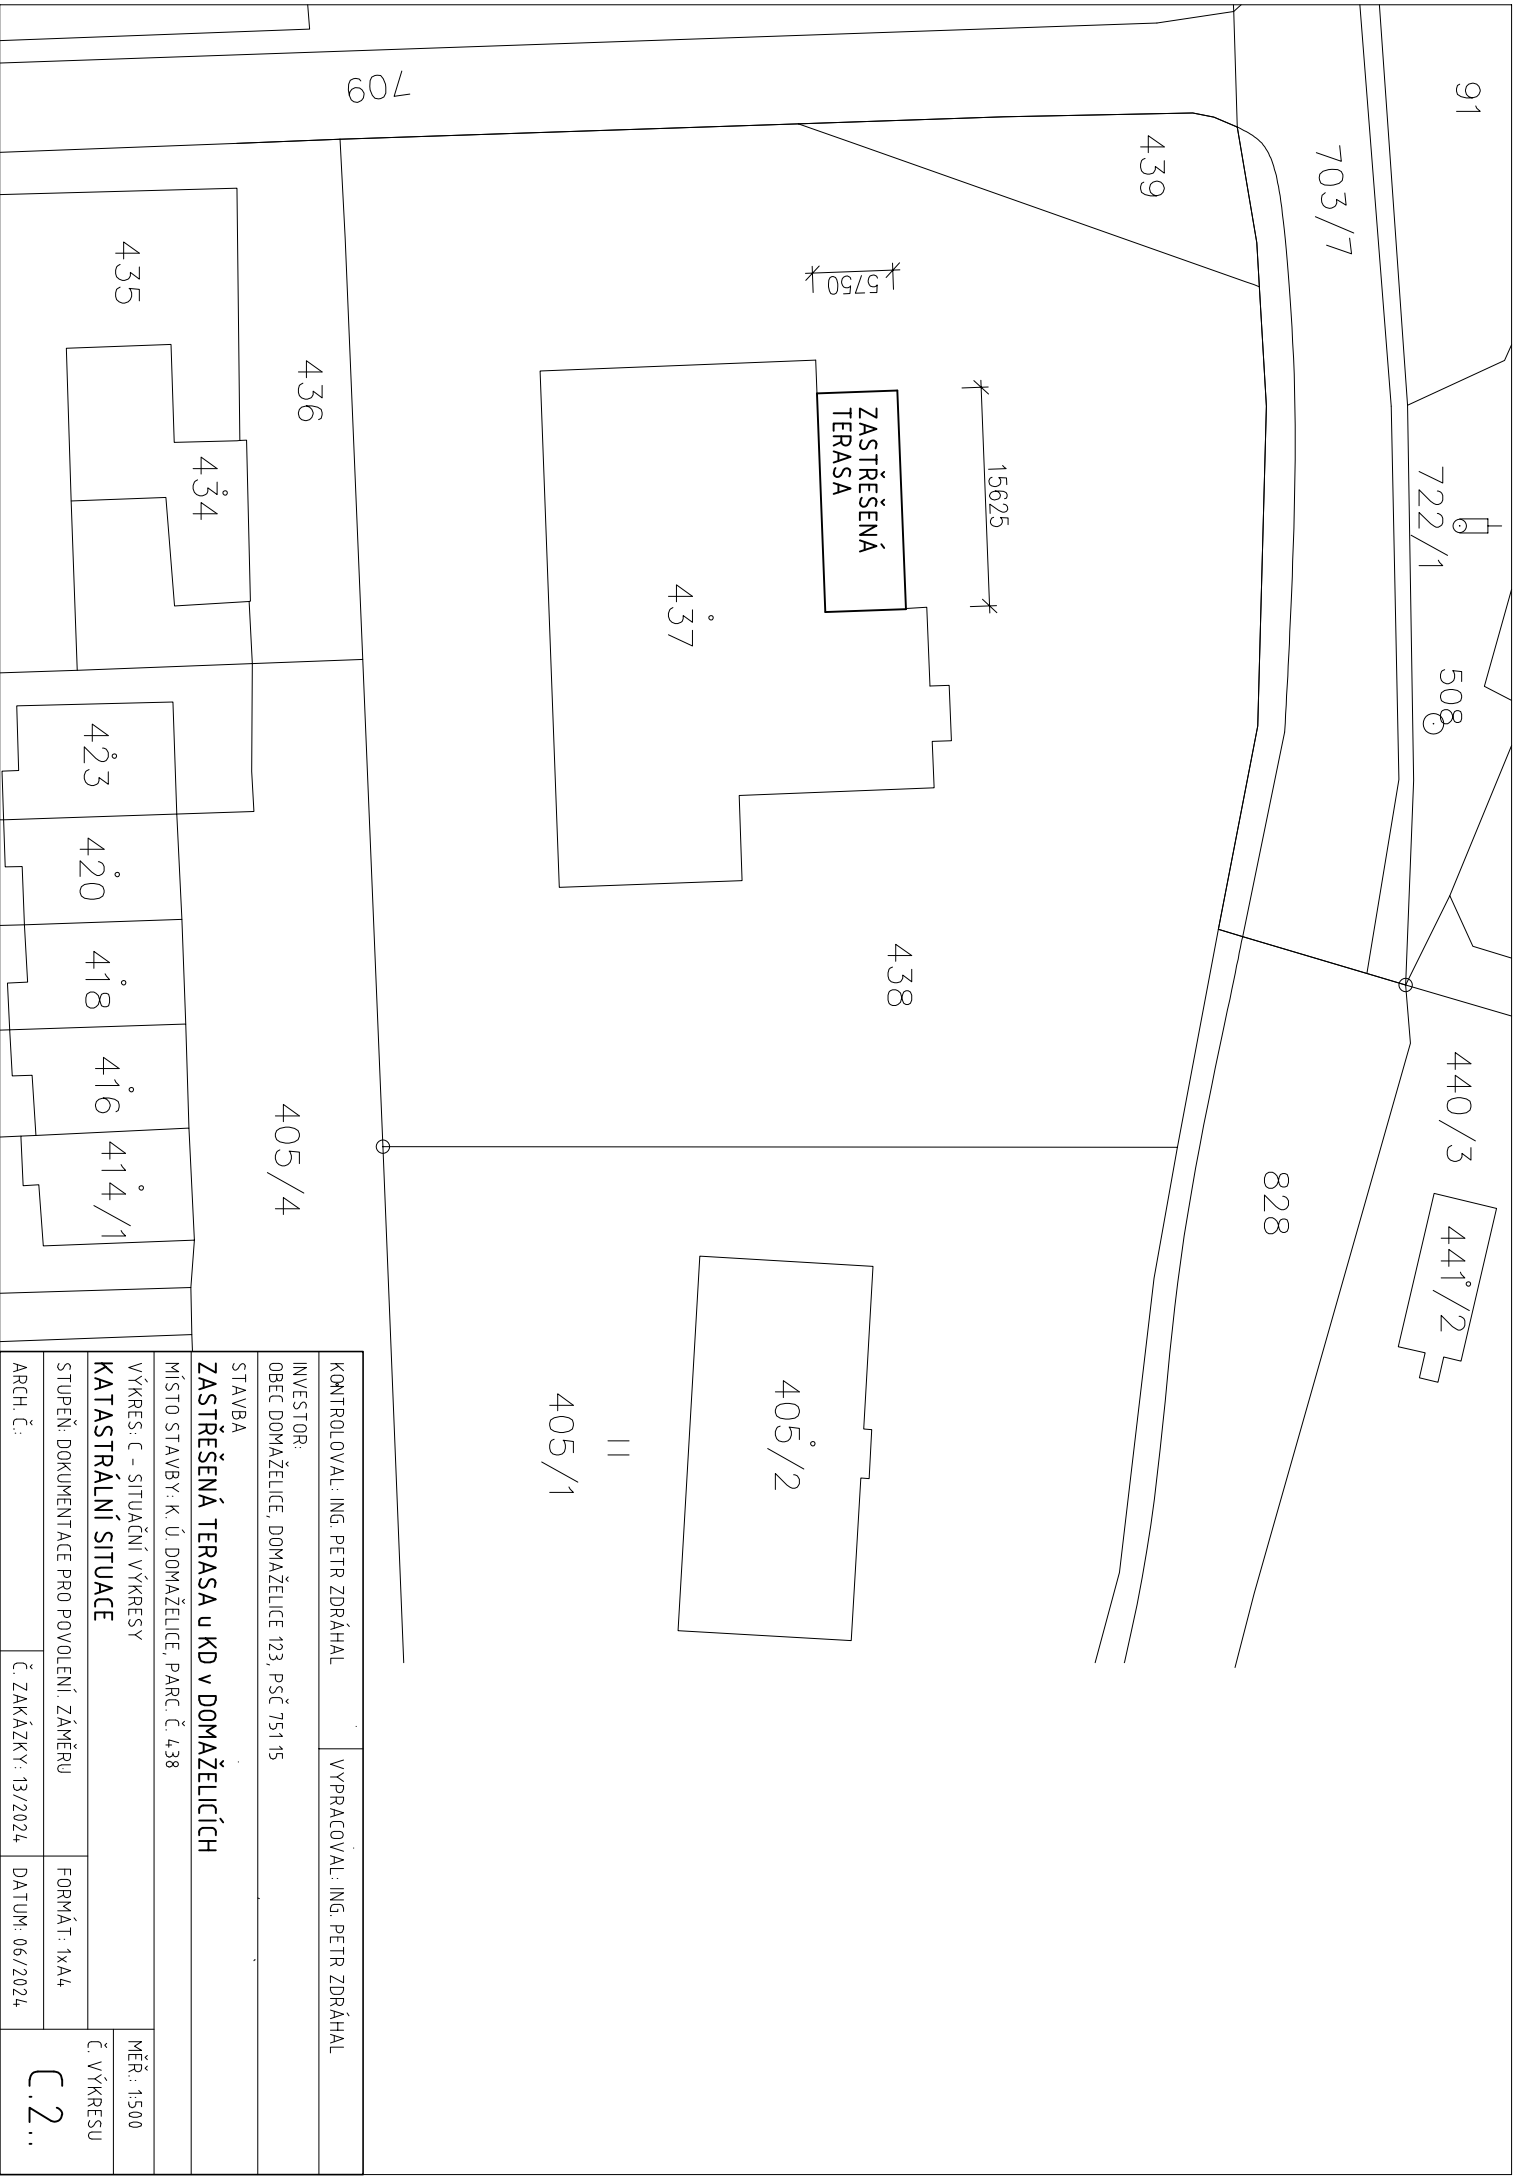 91
703/7
722/1
508
440/3
441/2
828
439
709
5750
15625
ZASTŘEŠENÁ
TERASA
437
438
436
435
434
423
420
418
416
414/1
405/4
405/2
405/1
KONTROLOVAL: ING. PETR ZDRÁHAL
VYPRACOVAL: ING. PETR ZDRÁHAL
INVESTOR:
OBEC DOMAŽELICE, DOMAŽELICE 123, PSČ 75115
STAVBA
ZASTŘEŠENÁ TERASA u KD v DOMAŽELICÍCH
MÍSTO STAVBY: K. Ú. DOMAŽELICE, PARC. Č. 438
VÝKRES: C - SITUAČNÍ VÝKRESY
MĚŘ.: 1:500
KATASTRÁLNÍ SITUACE
Č. VÝKRESU
STUPEŇ: DOKUMENTACE PRO POVOLENÍ ZÁMĚRU
FORMÁT: 1xA4
C.2..
ARCH. Č.:
Č. ZAKÁZKY: 13/2024
DATUM: 06/2024